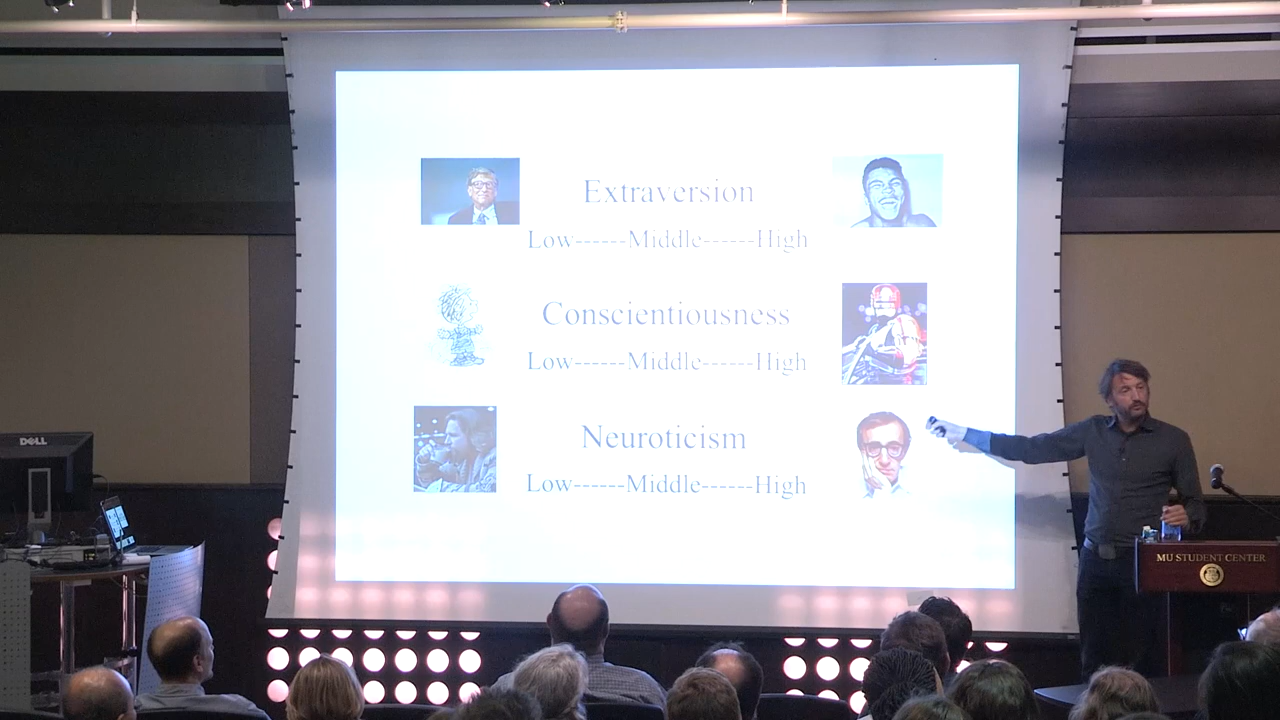 Extraversion
Low------Middle------High
Conscientiousness
Low------Middle------High
Neuroticism
Low------Middle------High
DELL
MU STUDENT CENTER